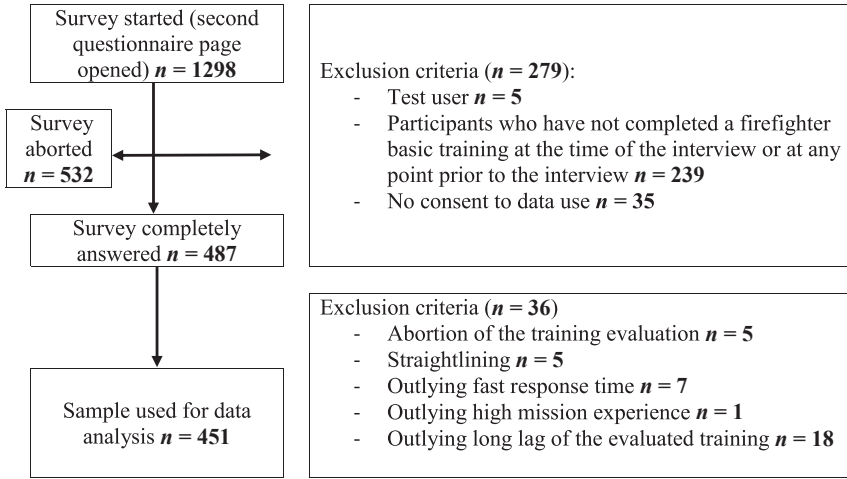 Survey started (second
questionnaire page
opened) n = 1298
Exclusion criteria (n = 279):
- Test user n = 5
- Participants who have not completed a firefighter
basic training at the time of the interview or at any
point prior to the interview n = 239
- No consent to data use n = 35
Survey
aborted
n = 532
Survey completely
answered n = 487
Exclusion criteria (n = 36)
- Abortion of the training evaluation n = 5
- Straightlining n = 5
- Outlying fast response time n = 7
- Outlying high mission experience n = 1
- Outlying long lag of the evaluated training n = 18
Sample used for data
analysis n = 451